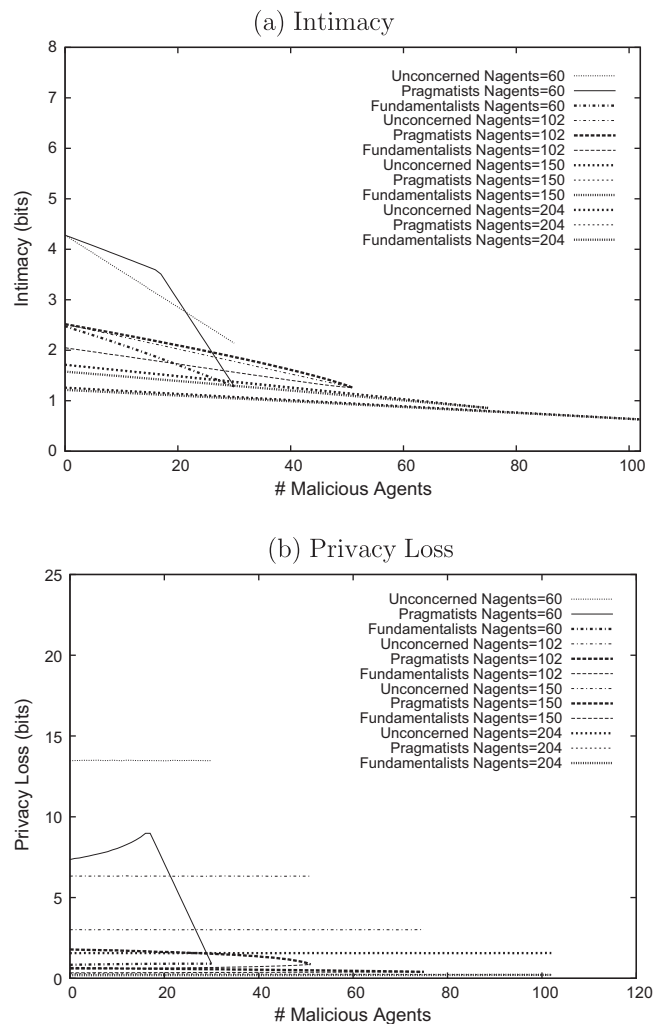 (a) Intimacy
8
7
6
5
4
3
2
1
0
Intimacy (bits)
Unconcerned Nagents=60
Pragmatists Nagents=60
Fundamentalists Nagents=60
Unconcerned Nagents=102
Pragmatists Nagents=102
Fundamentalists Nagents=102
Unconcerned Nagents=150
Pragmatists Nagents=150
Fundamentalists Nagents=150
Unconcerned Nagents=204
Pragmatists Nagents=204
Fundamentalists Nagents=204
0 20 40 60 80 100
# Malicious Agents
(b) Privacy Loss
25
20
15
10
5
0
Privacy Loss (bits)
Unconcerned Nagents=60
Pragmatists Nagents=60
Fundamentalists Nagents=60
Unconcerned Nagents=102
Pragmatists Nagents=102
Fundamentalists Nagents=102
Unconcerned Nagents=150
Pragmatists Nagents=150
Fundamentalists Nagents=150
Unconcerned Nagents=204
Pragmatists Nagents=204
Fundamentalists Nagents=204
0 20 40 60 80 100 120
# Malicious Agents